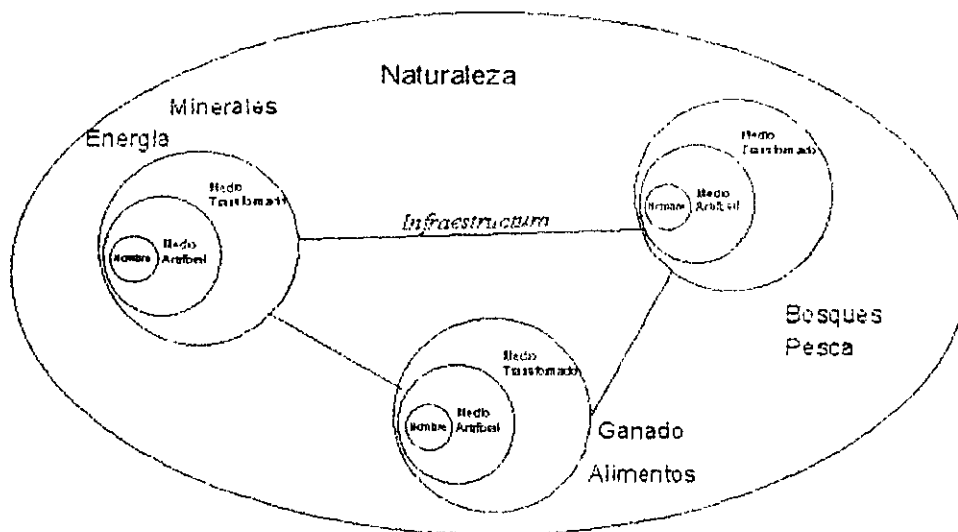 Naturaleza
Minerales
Energía
Medio
Transformado
Medio
Artificial
Hombre
Infraestructura
Medio
Transformado
Medio
Artificial
Hombre
Bosques
Pesca
Medio
Transformado
Medio
Artificial
Hombre
Ganado
Alimentos